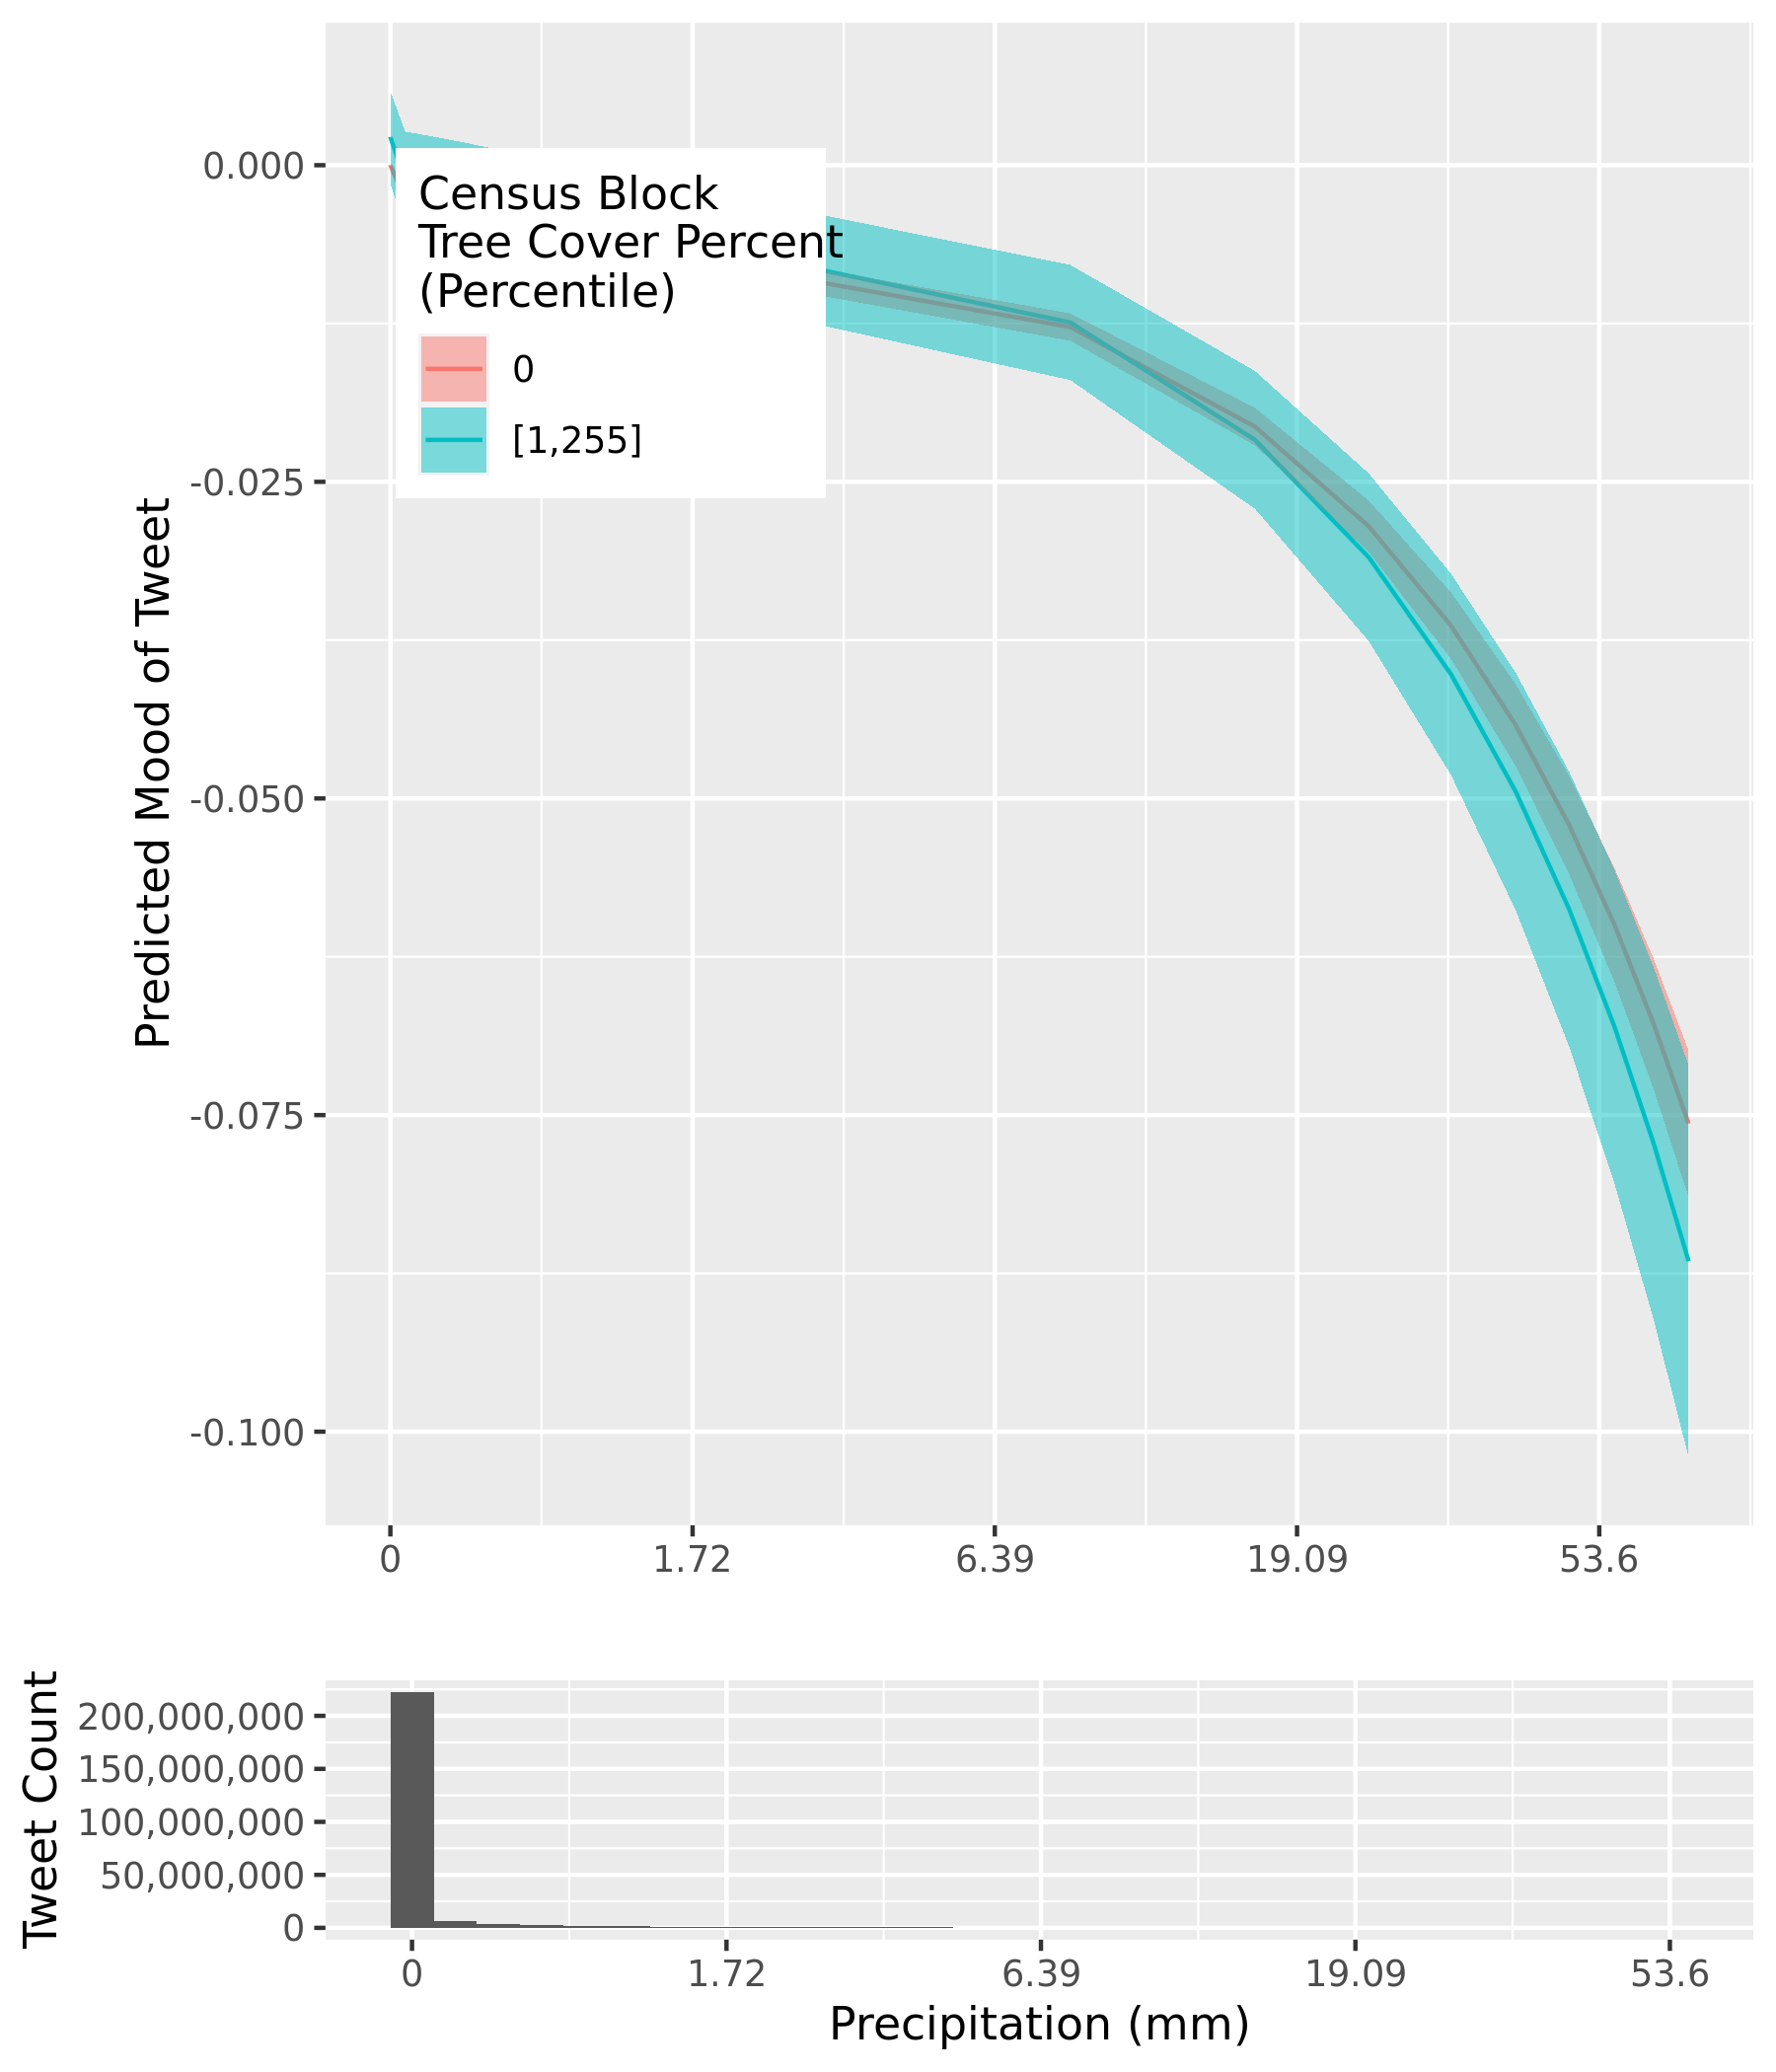 Census Block
Tree Cover Percent
(Percentile)
0
[1,255]
Predicted Mood of Tweet
0.000
-0.025
-0.050
-0.075
-0.100
0 1.72 6.39 19.09 53.6
Tweet Count
200,000,000
150,000,000
100,000,000
50,000,000
0
0 1.72 6.39 19.09 53.6
Precipitation (mm)